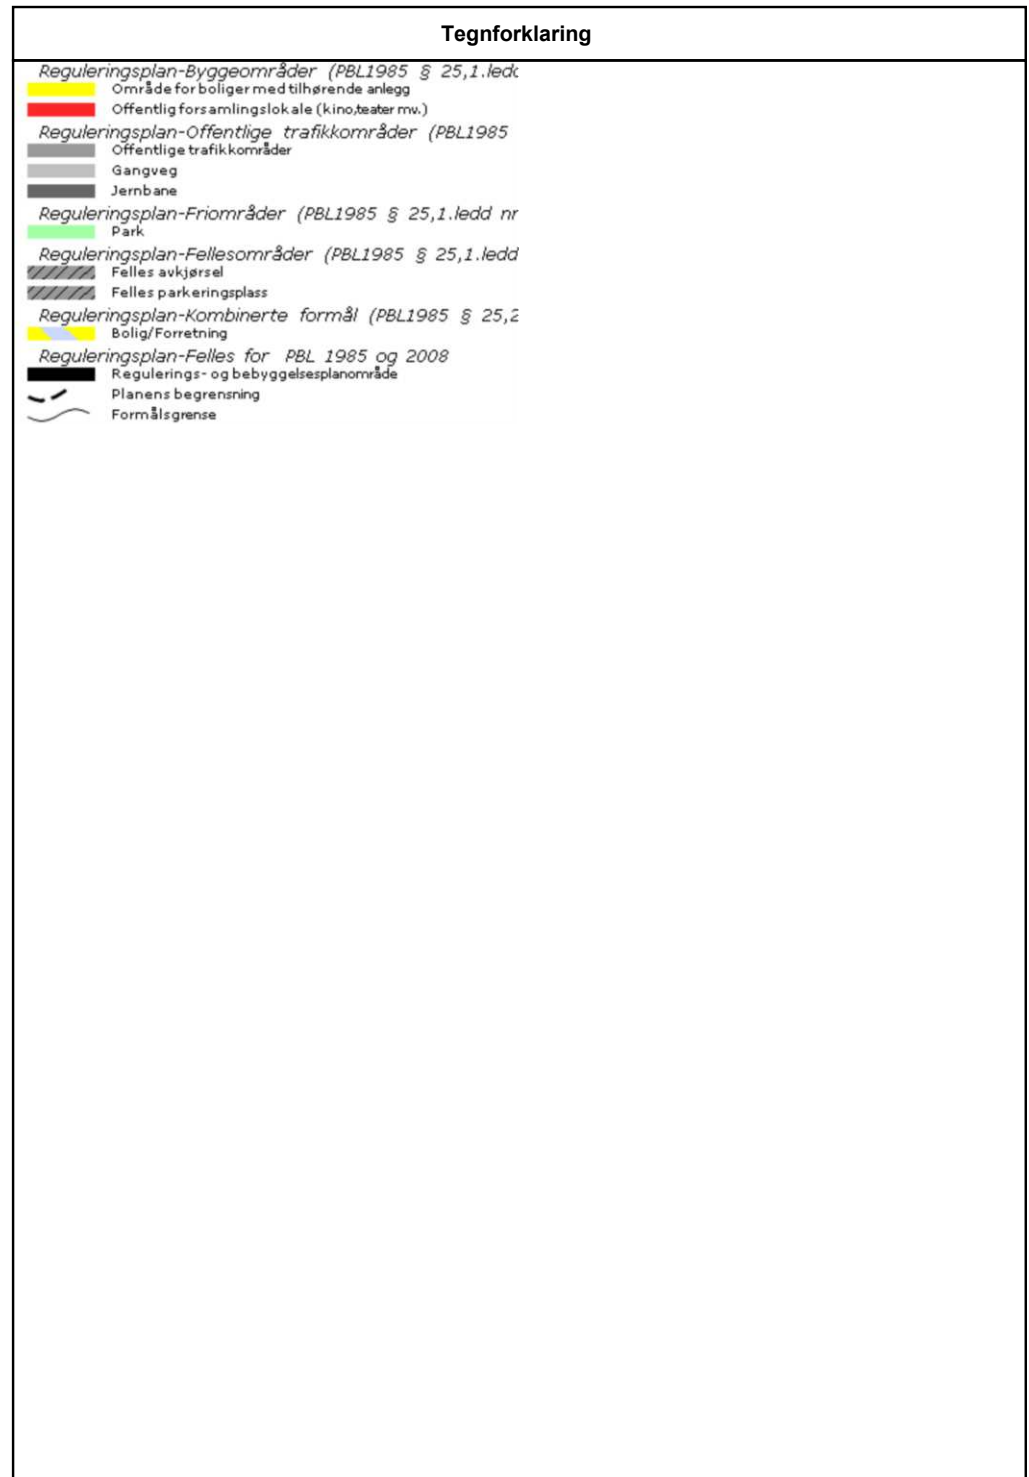 Tegnforklaring
Reguleringsplan-Byggeområder (PBL1985 § 25,1.ledd
Område for boliger med tilhørende anlegg
Offentlig forsamlingslokale (kino,teater mv.)
Reguleringsplan-Offentlige trafikkområder (PBL1985
Offentlige trafikkområder
Gangveg
Jernbane
Reguleringsplan-Friområder (PBL1985 § 25,1.ledd nr
Park
Reguleringsplan-Fellesområder (PBL1985 § 25,1.ledd
Felles avkjørsel
Felles parkeringsplass
Reguleringsplan-Kombinerte formål (PBL1985 § 25,2
Bolig/Forretning
Reguleringsplan-Felles for PBL 1985 og 2008
Regulerings- og bebyggelsesplanområde
Planens begrensning
Formålsgrense